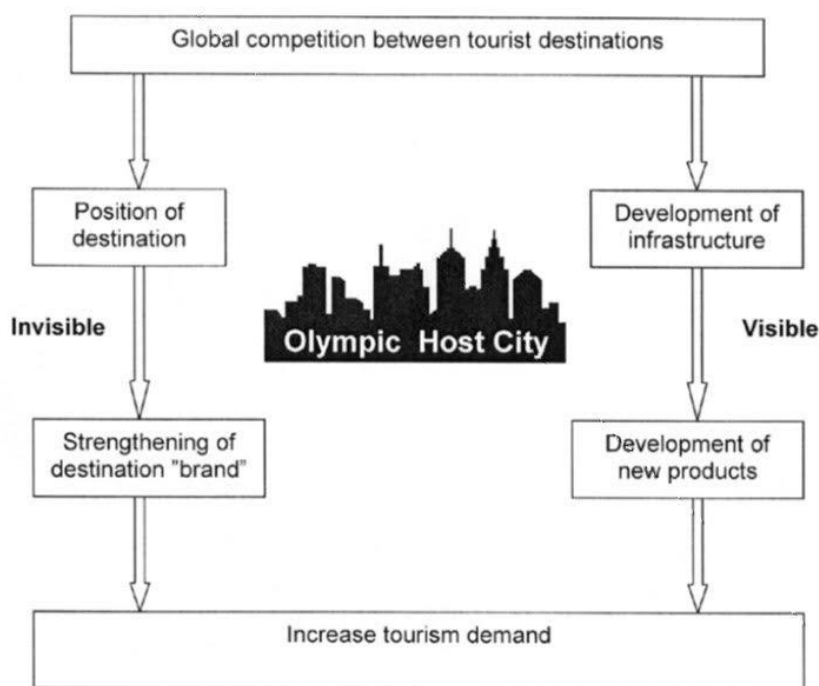 Global competition between tourist destinations
Position of
destination
Development of
infrastructure
Invisible
Olympic Host City
Visible
Strengthening of
destination "brand"
Development of
new products
Increase tourism demand